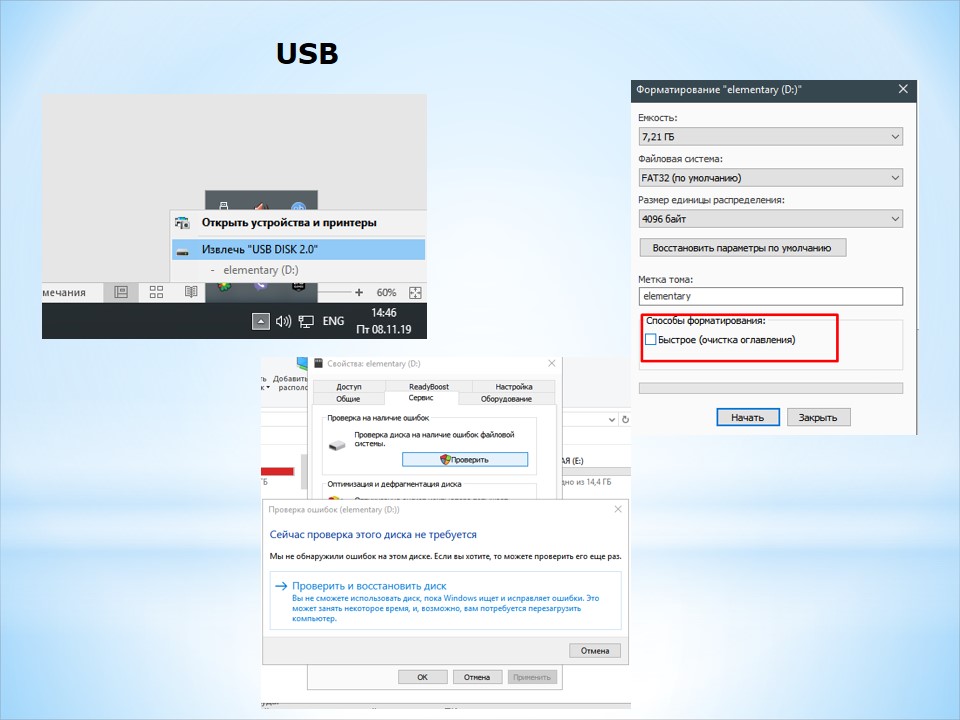 USB
Открыть устройства и принтеры
Извлечь "USB DISK 2.0"
- elementary (D:)
мечания
60%
14:46
ENG
Пт 08.11.19
Форматирование "elementary (D:)"
Емкость:
7,21 ГБ
Файловая система:
FAT32 (по умолчанию)
Размер единицы распределения:
4096 байт
Восстановить параметры по умолчанию
Метка тома:
elementary
Способы форматирования:
Быстрое (очистка оглавления)
Начать
Закрыть
Добавить
располо
Свойства: elementary (D:)
Доступ
ReadyBoost
Настройка
Общие
Сервис
Оборудование
Проверка на наличие ошибок
Проверка диска на наличие ошибок файловой
системы.
Проверить
АЯ (E:)
дно из 14,4 ГБ
Оптимизация и дефрагментация диска
Проверка ошибок (elementary (D:))
Сейчас проверка этого диска не требуется
Мы не обнаружили ошибок на этом диске. Если вы хотите, то можете проверить его еще раз.
Проверить и восстановить диск
Вы не сможете использовать диск, пока Windows ищет и исправляет ошибки. Это
может занять некоторое время, и, возможно, вам потребуется перезагрузить
компьютер.
Отмена
ОК
Отмена
Применить